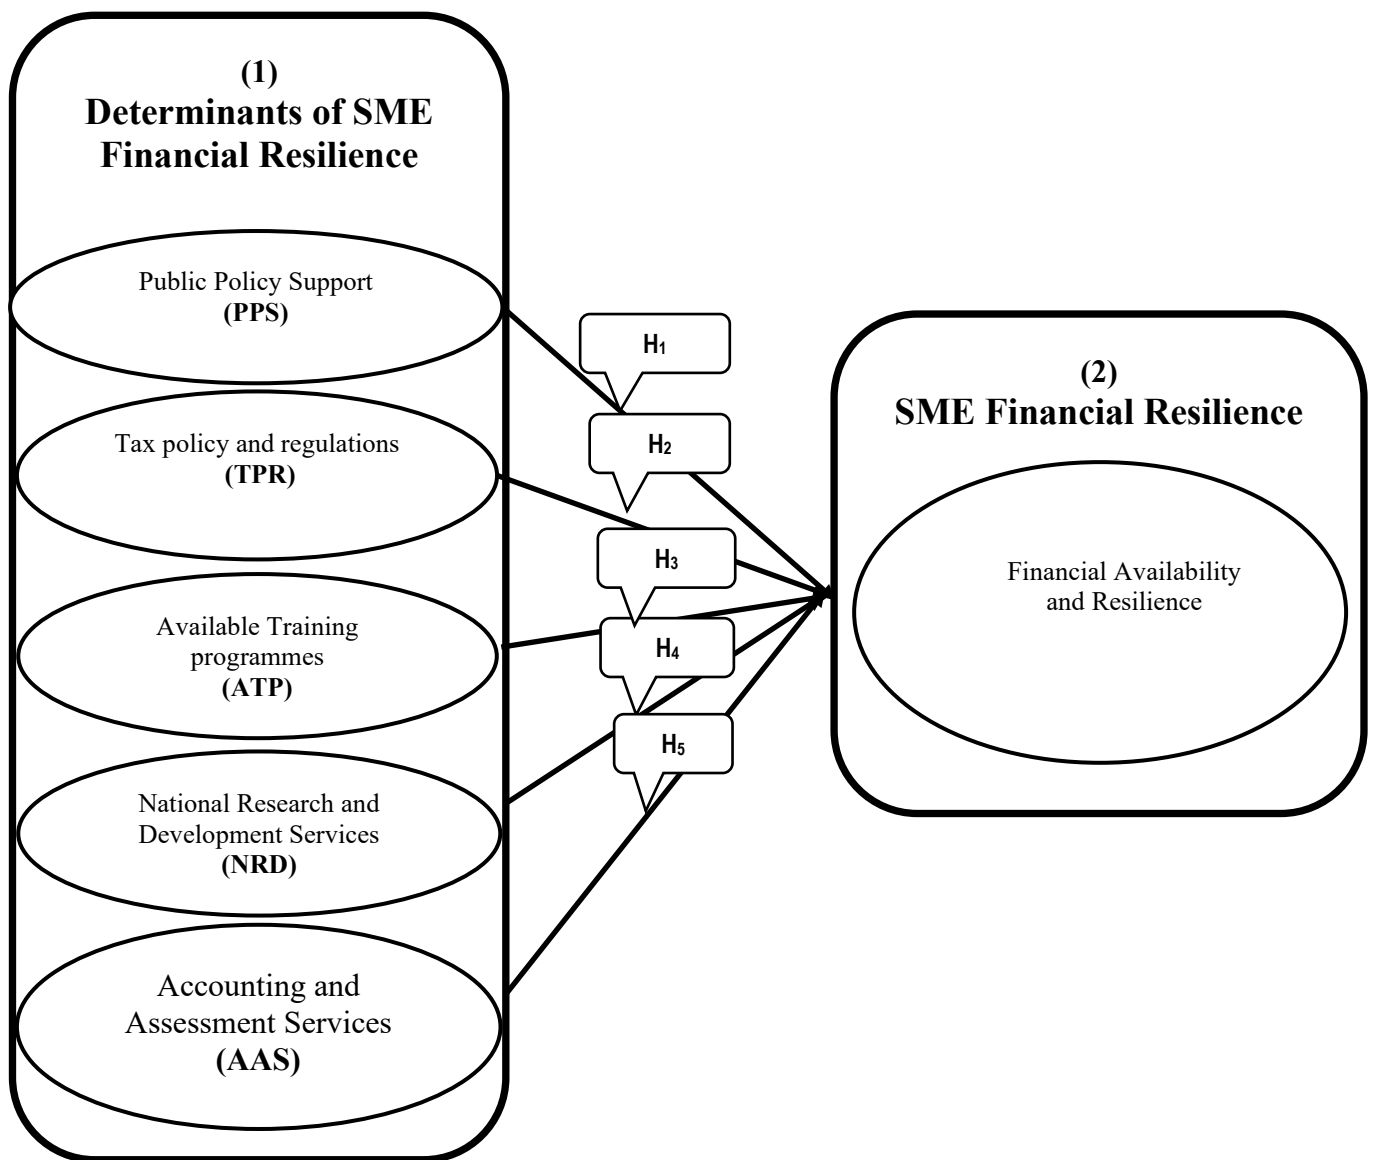 (1)
Determinants of SME
Financial Resilience
Public Policy Support
(PPS)
Tax policy and regulations
(TPR)
Available Training
programmes
(ATP)
National Research and
Development Services
(NRD)
Accounting and
Assessment Services
(AAS)
H₁
H₂
H₃
H₄
H₅
(2)
SME Financial Resilience
Financial Availability
and Resilience